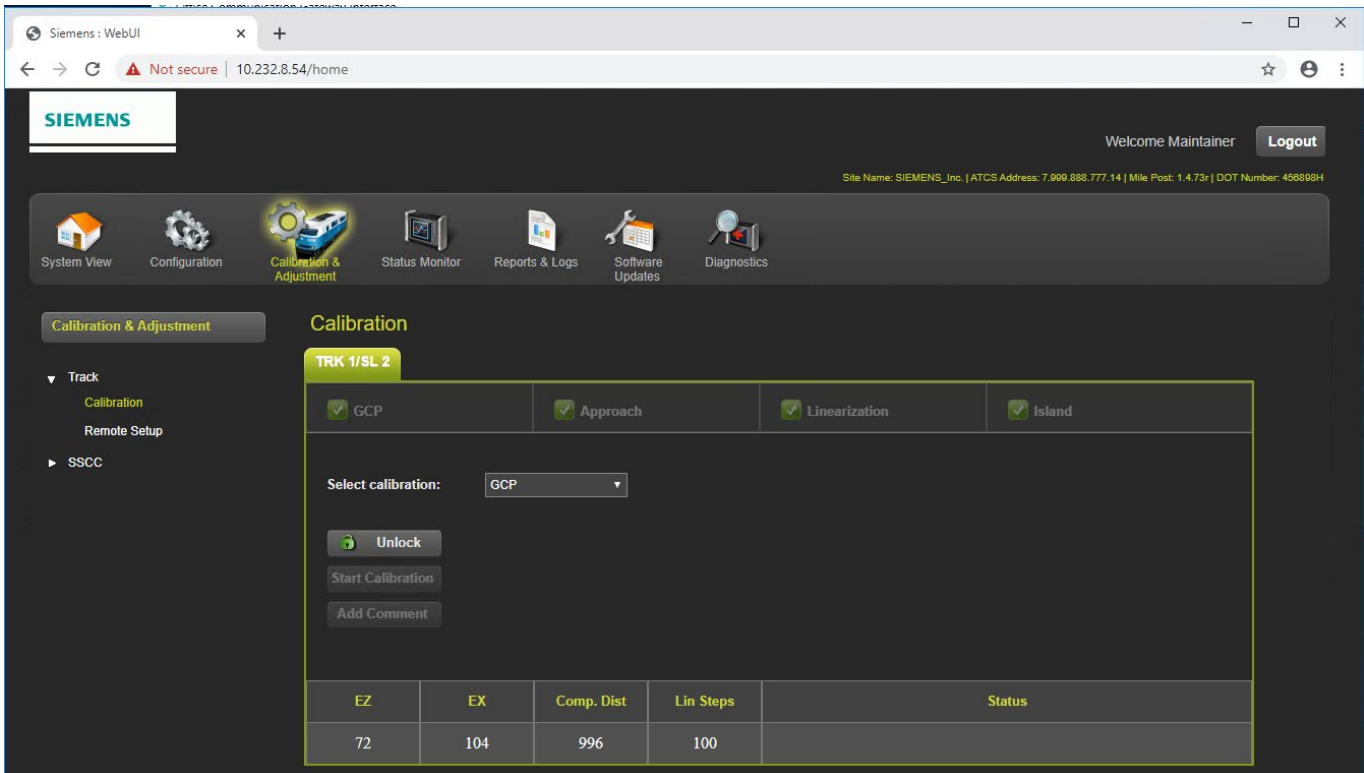 Office Communication Gateway Interface
Siemens : WebUI
Not secure | 10.232.8.54/home
SIEMENS
Welcome Maintainer Logout
Site Name: SIEMENS_Inc. | ATCS Address: 7.999.888.777.14 | Mile Post: 1.4.73r | DOT Number: 456898H
System View Configuration Calibration & Adjustment Status Monitor Reports & Logs Software Updates Diagnostics
Calibration & Adjustment
Track
Calibration
Remote Setup
SSCC
Calibration
TRK 1/SL 2
GCP Approach Linearization Island
Select calibration: GCP
Unlock
Start Calibration
Add Comment
EZ EX Comp. Dist Lin Steps Status
72 104 996 100